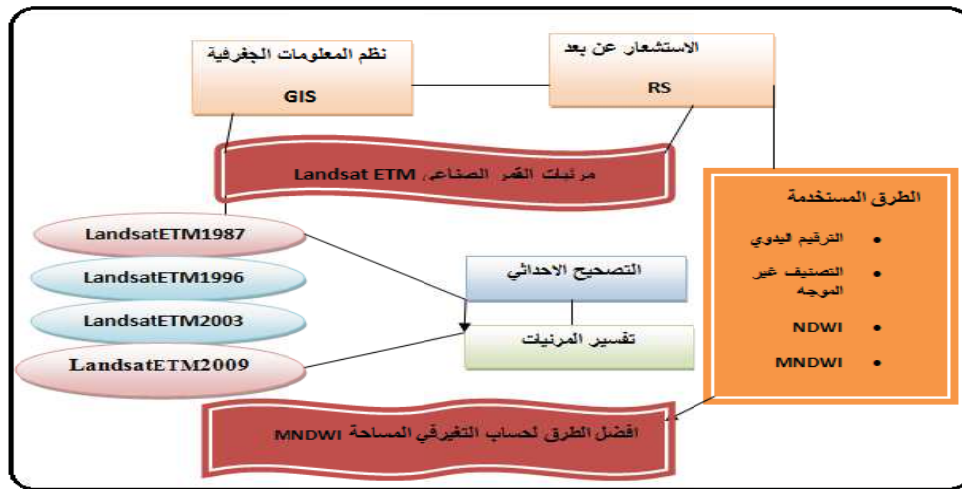 الاستشعار عن بعد
RS
نظم المعلومات الجغرفية
GIS
مرئيات القمر الصناعي Landsat ETM
الطرق المستخدمة
• الترقيم اليدوي
• التصنيف غير
الموجه
• NDWI
• MNDWI
LandsatETM1987
LandsatETM1996
LandsatETM2003
LandsatETM2009
التصحيح الاحداثي
تفسير المرئيات
افضل الطرق لحساب التغيرفي المساحة MNDWI